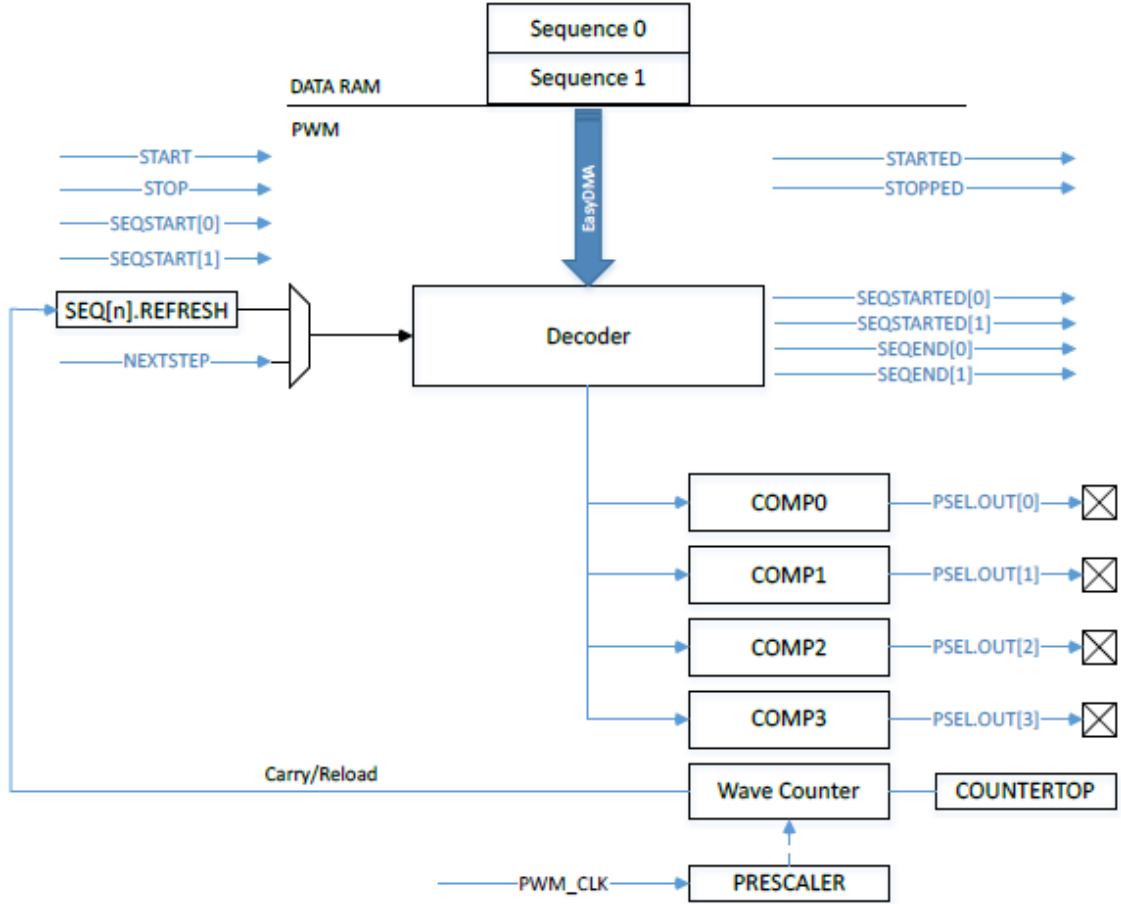 Sequence 0
Sequence 1
DATA RAM
PWM
START
STARTED
STOP
STOPPED
EasyDMA
SEQSTART[0]
SEQSTART[1]
SEQ[n].REFRESH
NEXTSTEP
Decoder
SEQSTARTED[0]
SEQSTARTED[1]
SEQEND[0]
SEQEND[1]
COMP0
PSEL.OUT[0]
COMP1
PSEL.OUT[1]
COMP2
PSEL.OUT[2]
COMP3
PSEL.OUT[3]
Carry/Reload
Wave Counter
COUNTERTOP
PWM_CLK
PRESCALER